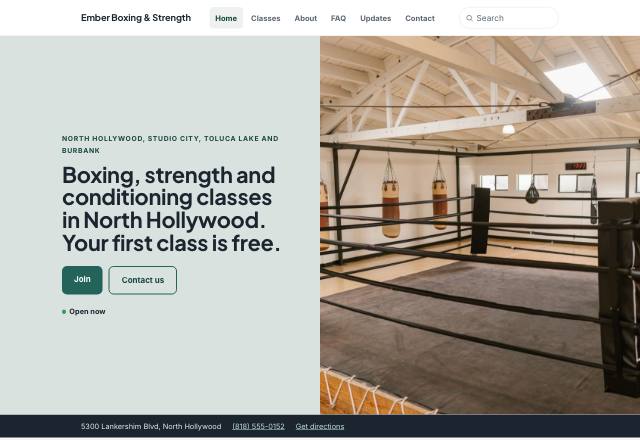 Ember Boxing & Strength
Home Classes About FAQ Updates Contact Search
NORTH HOLLYWOOD, STUDIO CITY, TOLUCA LAKE AND
BURBANK
Boxing, strength and
conditioning classes
in North Hollywood.
Your first class is free.
Join Contact us
Open now
5300 Lankershim Blvd, North Hollywood (818) 555-0152 Get directions